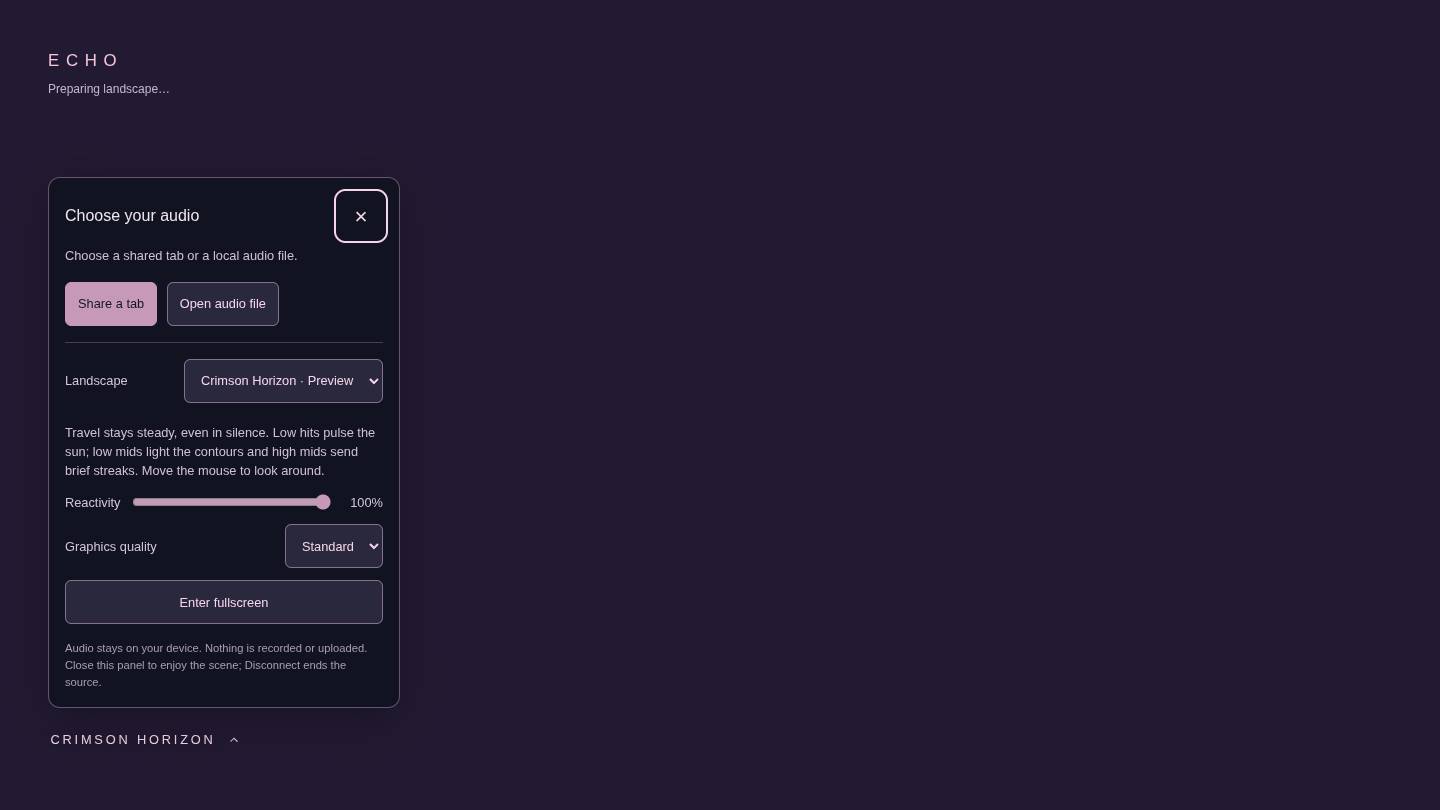 ECHO
Preparing landscape…
Choose your audio
×
Choose a shared tab or a local audio file.
Share a tab
Open audio file
Landscape
Crimson Horizon · Preview
Travel stays steady, even in silence. Low hits pulse the
sun; low mids light the contours and high mids send
brief streaks. Move the mouse to look around.
Reactivity
100%
Graphics quality
Standard
Enter fullscreen
Audio stays on your device. Nothing is recorded or uploaded.
Close this panel to enjoy the scene; Disconnect ends the
source.
CRIMSON HORIZON